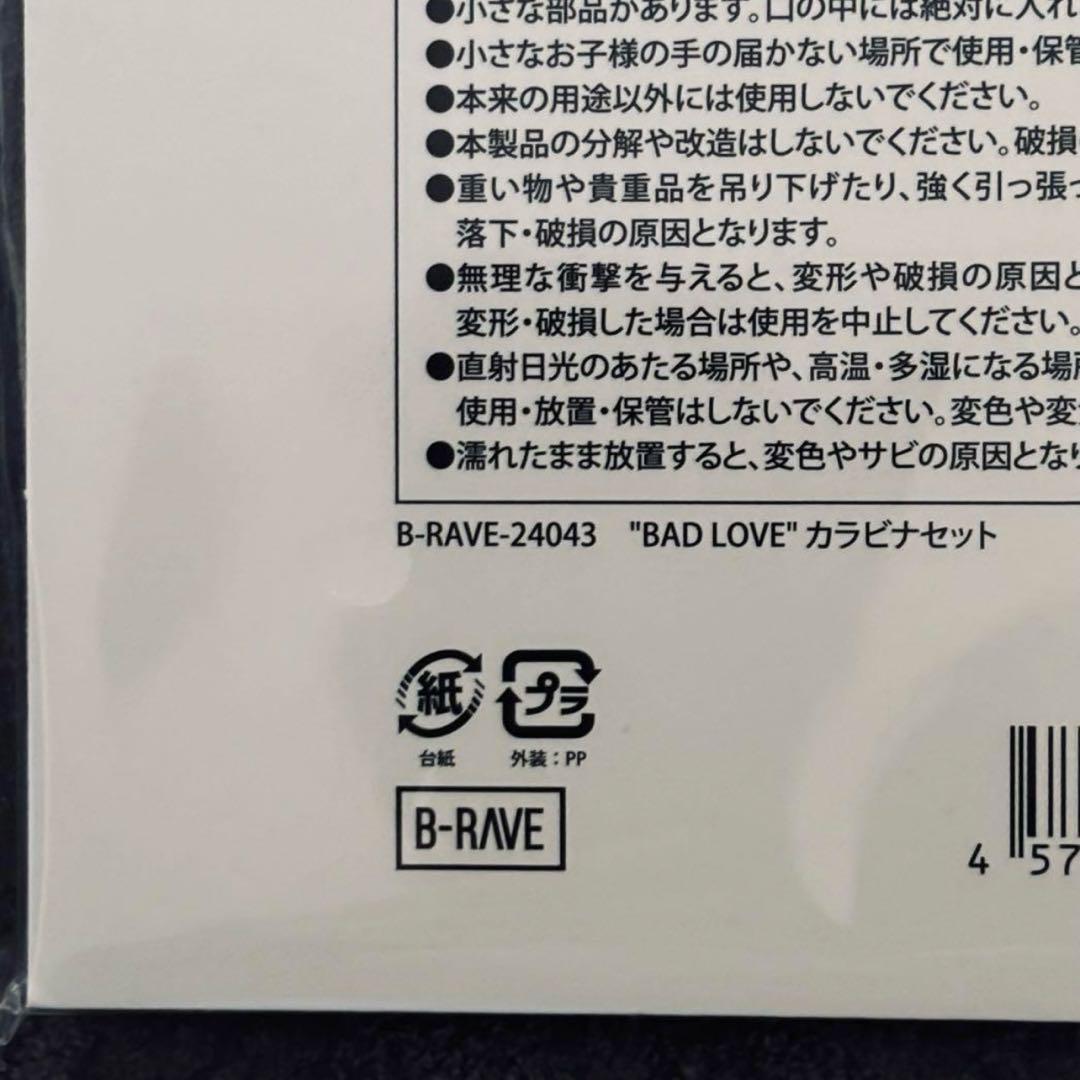 ●小さな部品があります。口の中には絶対に入れ
●小さなお子様の手の届かない場所で使用・保管
●本来の用途以外には使用しないでください。
●本製品の分解や改造はしないでください。破損
●重い物や貴重品を吊り下げたり、強く引っ張っ
落下・破損の原因となります。
●無理な衝撃を与えると、変形や破損の原因と
変形・破損した場合は使用を中止してください。
●直射日光のあたる場所や、高温・多湿になる場所
使用・放置・保管はしないでください。変色や変
●濡れたまま放置すると、変色やサビの原因となり
B-RAVE-24043 "BAD LOVE" カラビナセット
紙 プラ
台紙 外装：PP
B-RAVE
4 57